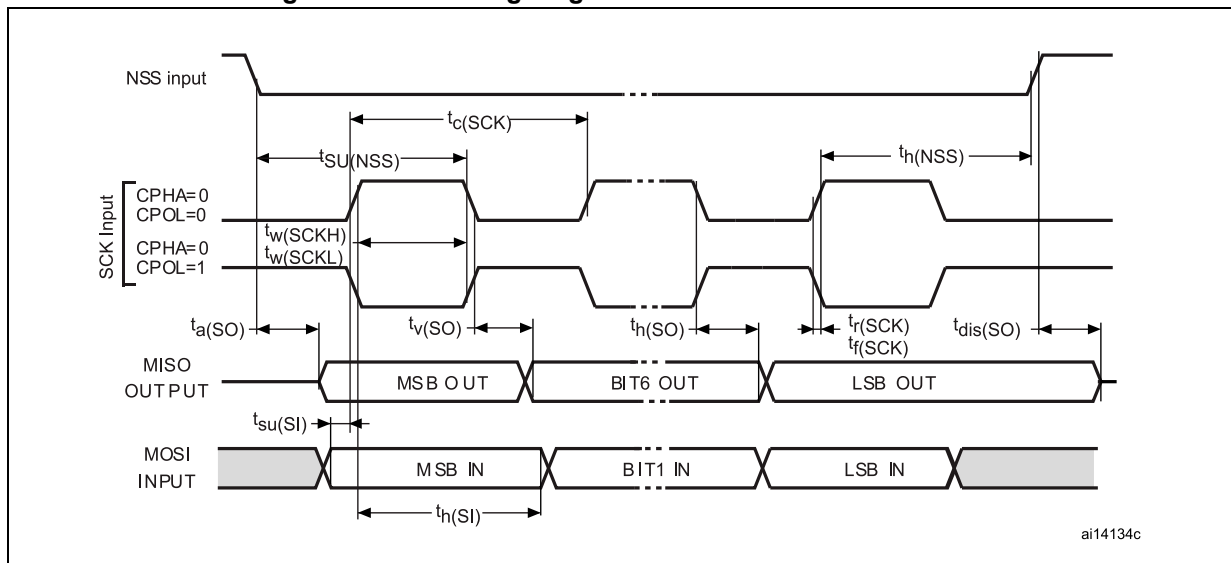 NSS input
tc(SCK)
tSU(NSS)
th(NSS)
SCK Input
CPHA=0
CPOL=0
tw(SCKH)
CPHA=0
tw(SCKL)
CPOL=1
ta(SO)
tv(SO)
th(SO)
tr(SCK)
tf(SCK)
tdis(SO)
MISO
OUTPUT
MSB OUT
BIT6 OUT
LSB OUT
tsu(SI)
MOSI
INPUT
MSB IN
BIT1 IN
LSB IN
th(SI)
ai14134c